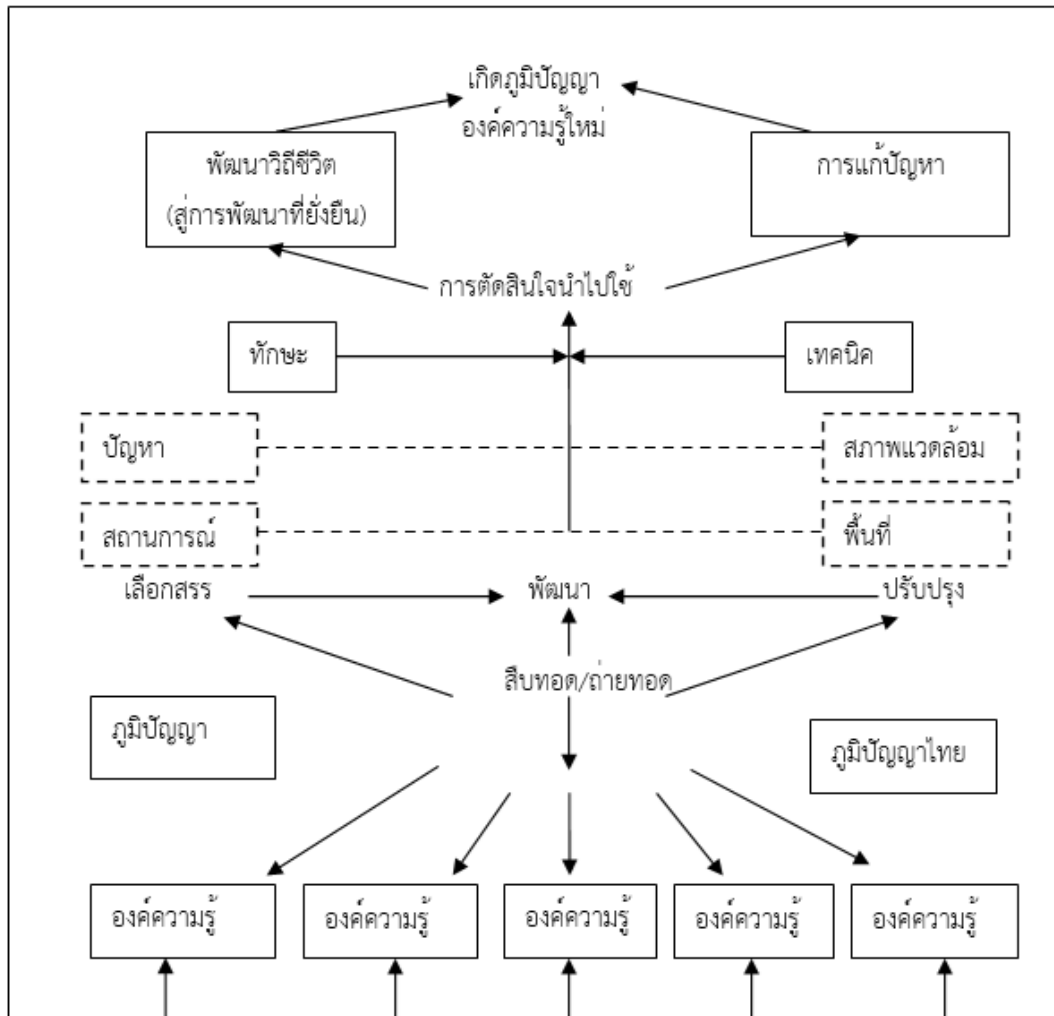 เกิดภูมิปัญญา
องค์ความรู้ใหม่
พัฒนาวิถีชีวิต
(สู่การพัฒนาที่ยั่งยืน)
การแก้ปัญหา
การตัดสินใจนำไปใช้
ทักษะ
เทคนิค
ปัญหา
สภาพแวดล้อม
สถานการณ์
พื้นที่
เลือกสรร
พัฒนา
ปรับปรุง
สืบทอด/ถ่ายทอด
ภูมิปัญญา
ภูมิปัญญาไทย
องค์ความรู้
องค์ความรู้
องค์ความรู้
องค์ความรู้
องค์ความรู้